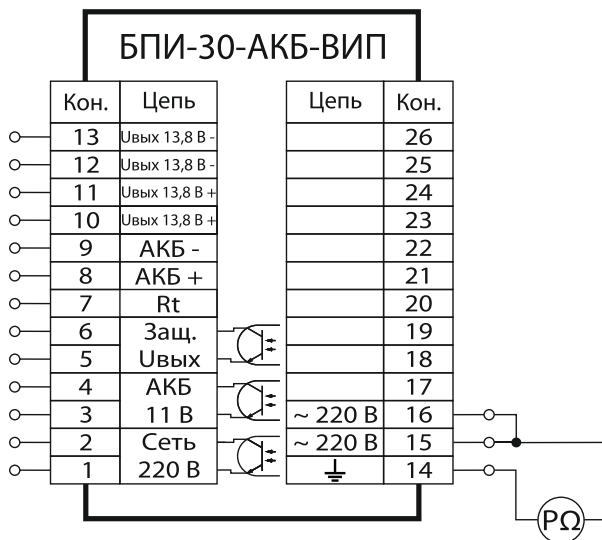 БПИ-30-АКБ-ВИП
Кон. Цепь Цепь Кон.
13 Uвых 13,8 В - 26
12 Uвых 13,8 В - 25
11 Uвых 13,8 В + 24
10 Uвых 13,8 В + 23
9 АКБ - 22
8 АКБ + 21
7 Rt 20
6 Защ. 19
5 Uвых 18
4 АКБ 17
3 11 В ~ 220 В 16
2 Сеть ~ 220 В 15
1 220 В 14
PΩ